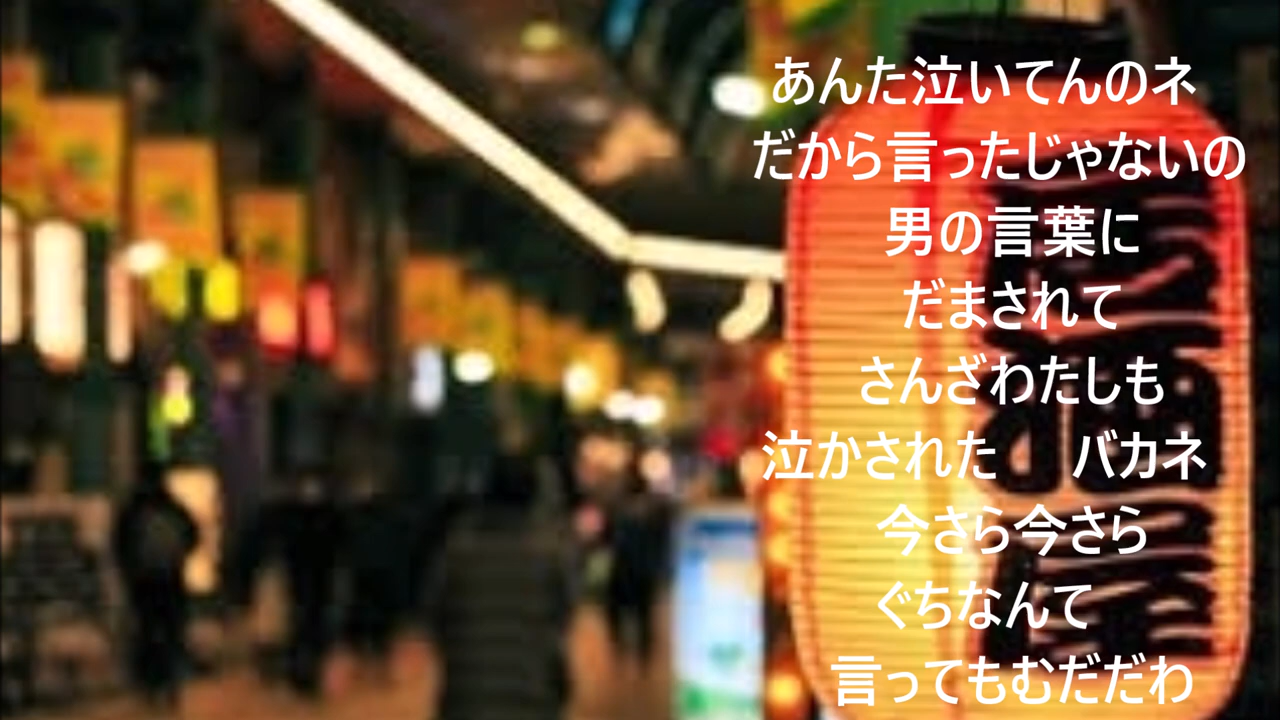 あんた泣いてんのネ
だから言ったじゃないの
男の言葉に
だまされて
さんざわたしも
泣かされた　バカネ
今さら今さら
ぐちなんて
言ってもむだだわ